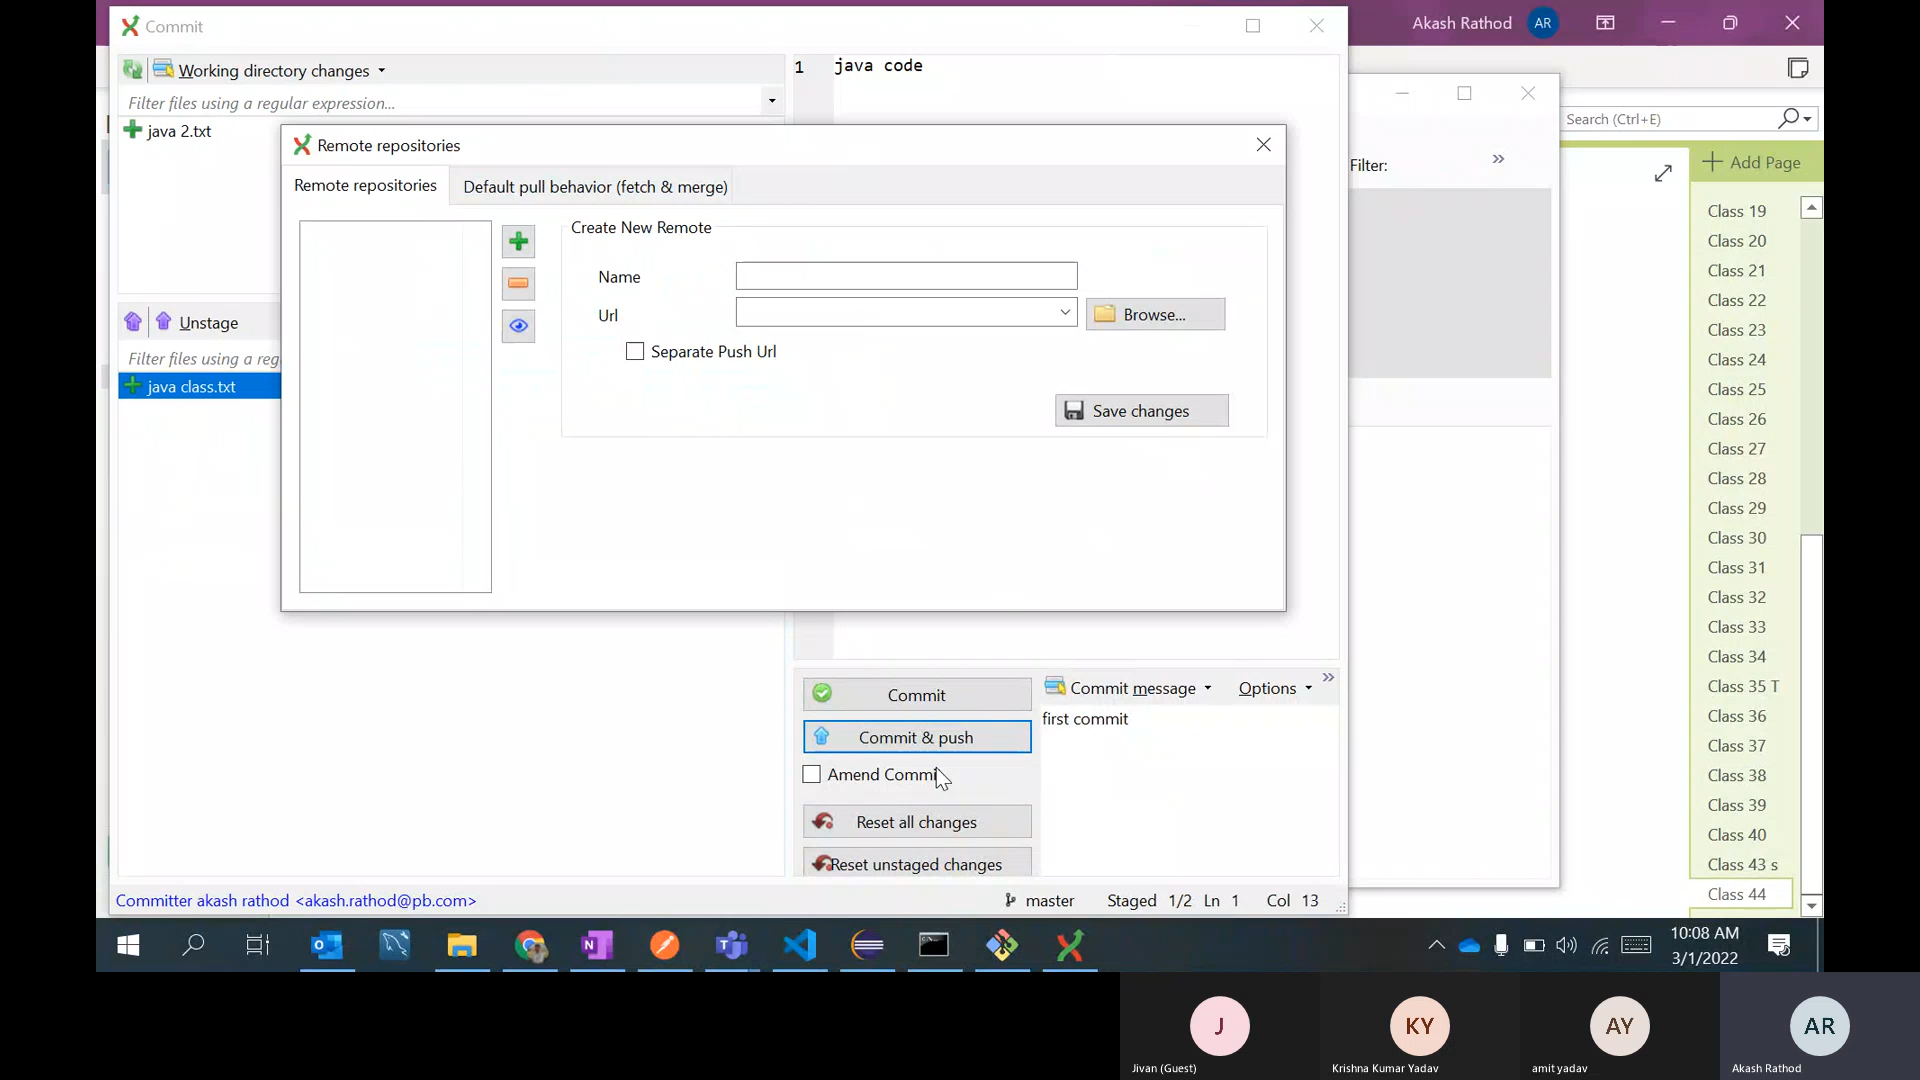 Commit
Akash Rathod
AR
Working directory changes
Filter files using a regular expression...
java 2.txt
1
java code
Search (Ctrl+E)
Filter:
Add Page
Remote repositories
Remote repositories
Default pull behavior (fetch & merge)
Create New Remote
Name
Url
Browse...
Separate Push Url
Save changes
Unstage
Filter files using a reg
java class.txt
Class 19
Class 20
Class 21
Class 22
Class 23
Class 24
Class 25
Class 26
Class 27
Class 28
Class 29
Class 30
Class 31
Class 32
Class 33
Class 34
Class 35 T
Class 36
Class 37
Class 38
Class 39
Class 40
Class 43 s
Class 44
Commit
Commit & push
Amend Commi
Reset all changes
Reset unstaged changes
Commit message
Options
first commit
Committer akash rathod <akash.rathod@pb.com>
master
Staged 1/2
Ln 1
Col 13
10:08 AM
3/1/2022
J
KY
AY
AR
Jivan (Guest)
Krishna Kumar Yadav
amit yadav
Akash Rathod